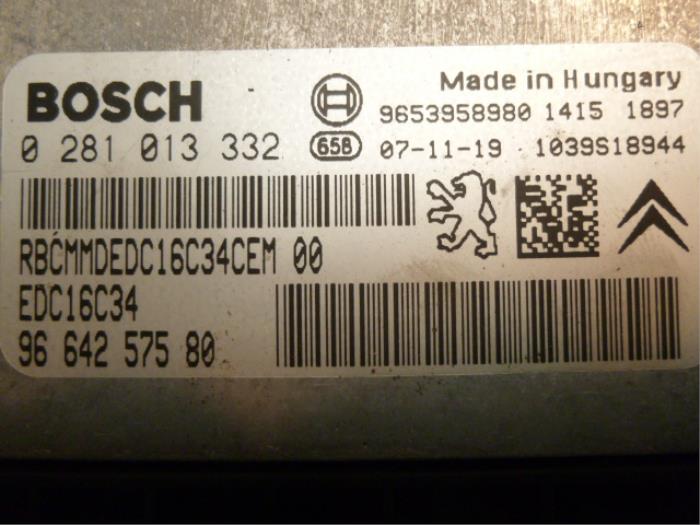 BOSCH
Made in Hungary
9653958980 1415 1897
0 281 013 332 658 07-11-19 1039S18944
RBCMMDEDC16C34CEM 00
EDC16C34
96 642 575 80